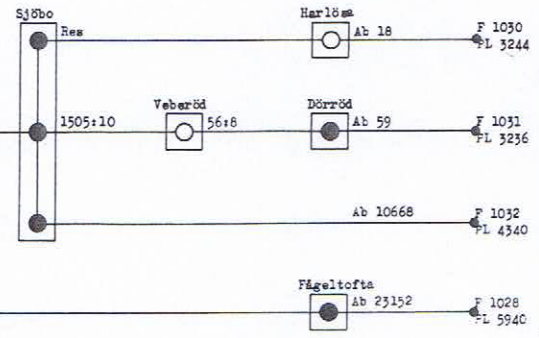 Sjöbo
Harlösa
Res
Ab 18
F 1030
PL 3244
Veberöd
Dörröd
1505:10
56:8
Ab 59
F 1031
PL 3236
Ab 10668
F 1032
PL 4340
Fågeltofta
Ab 23152
F 1028
PL 5940